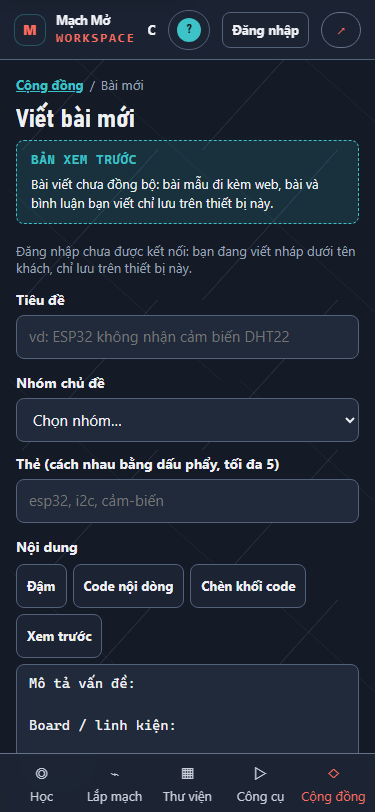 M
Mạch Mở
WORKSPACE
C
?
Đăng nhập
↗
Cộng đồng / Bài mới
Viết bài mới
BẢN XEM TRƯỚC
Bài viết chưa đồng bộ: bài mẫu đi kèm web, bài và
bình luận bạn viết chỉ lưu trên thiết bị này.
Đăng nhập chưa được kết nối: bạn đang viết nháp dưới tên
khách, chỉ lưu trên thiết bị này.
Tiêu đề
vd: ESP32 không nhận cảm biến DHT22
Nhóm chủ đề
Chọn nhóm...
Thẻ (cách nhau bằng dấu phẩy, tối đa 5)
esp32, i2c, cảm-biến
Nội dung
Đậm
Code nội dòng
Chèn khối code
Xem trước
Mô tả vấn đề:
Board / linh kiện:
Học
Lắp mạch
Thư viện
Công cụ
Cộng đồng